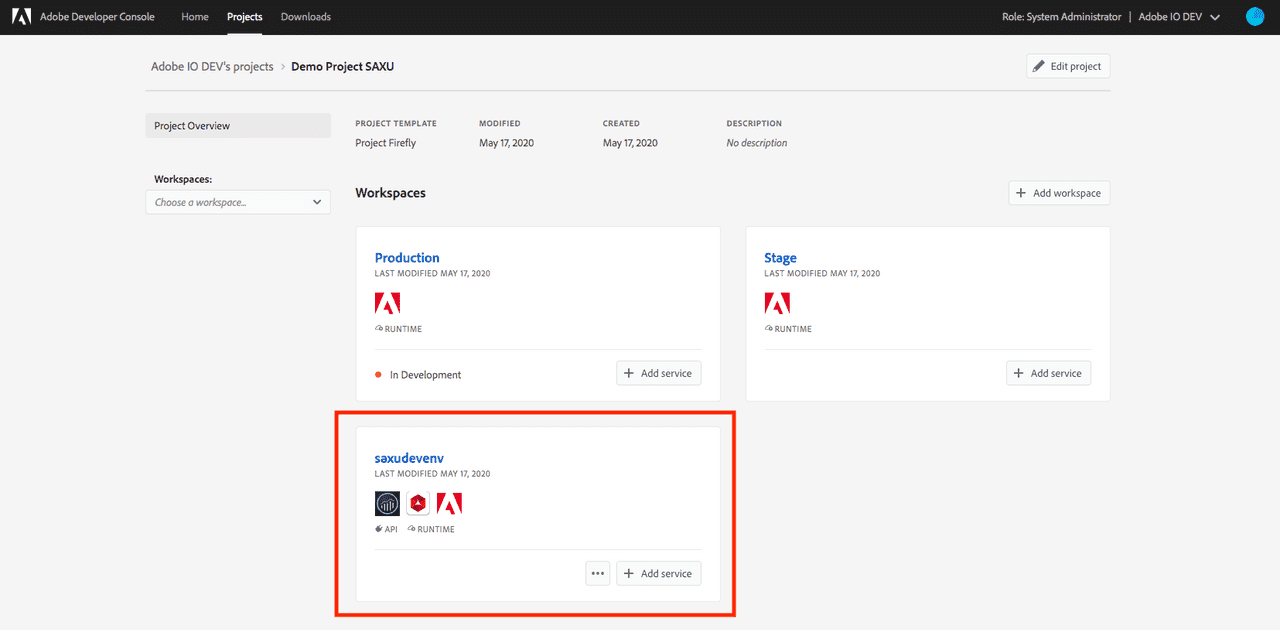 Adobe Developer Console Home Projects Downloads Role: System Administrator | Adobe IO DEV
Adobe IO DEV's projects > Demo Project SAXU Edit project
Project Overview
PROJECT TEMPLATE MODIFIED CREATED DESCRIPTION
Project Firefly May 17, 2020 May 17, 2020 No description
Workspaces:
Choose a workspace...
Workspaces + Add workspace
Production
LAST MODIFIED MAY 17, 2020
RUNTIME
In Development + Add service
Stage
LAST MODIFIED MAY 17, 2020
RUNTIME
+ Add service
saxudevenv
LAST MODIFIED MAY 17, 2020
API RUNTIME
... + Add service